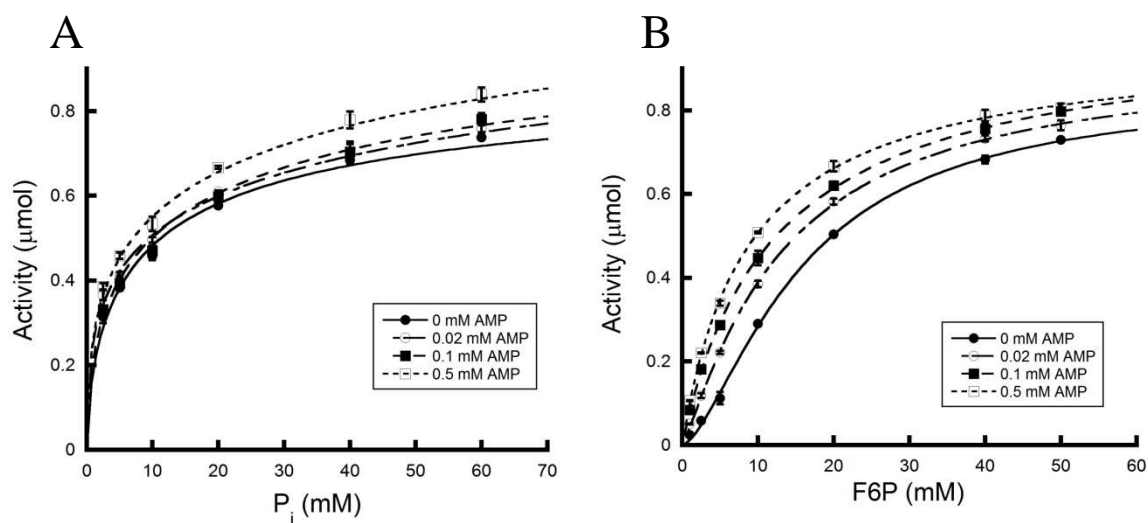 A
Activity (μmol)
0.8
0.6
0.4
0.2
0
0 10 20 30 40 50 60 70
Pi (mM)
0 mM AMP
0.02 mM AMP
0.1 mM AMP
0.5 mM AMP
B
Activity (μmol)
0.8
0.6
0.4
0.2
0
0 10 20 30 40 50 60
F6P (mM)
0 mM AMP
0.02 mM AMP
0.1 mM AMP
0.5 mM AMP